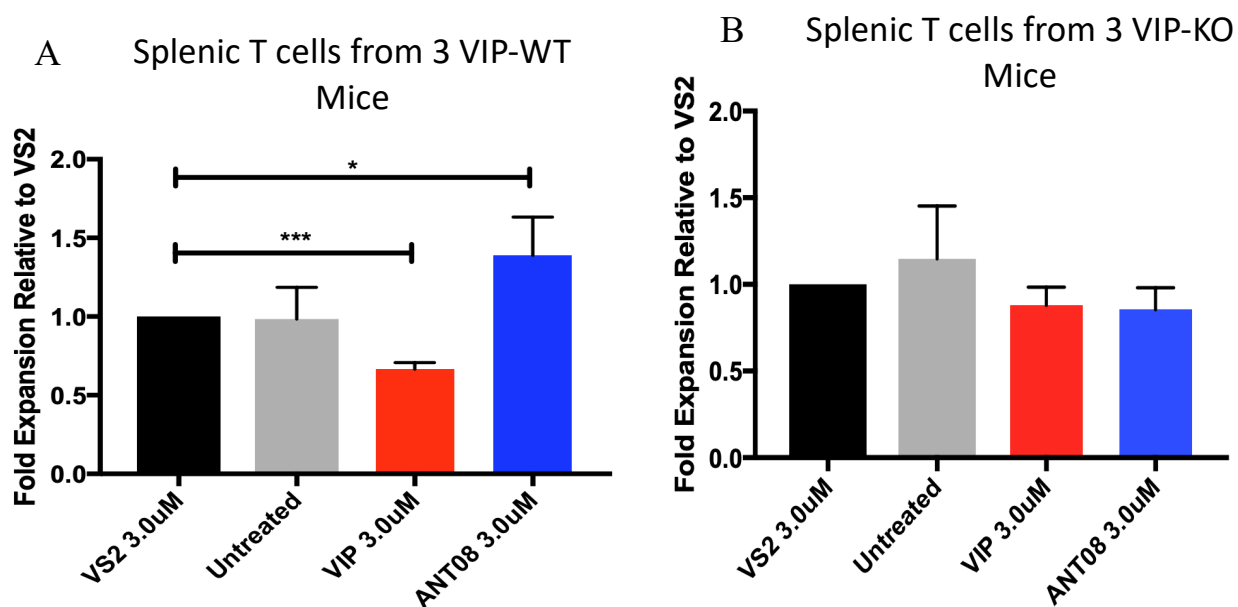 A
Splenic T cells from 3 VIP-WT
Mice
Fold Expansion Relative to VS2
2.0
1.5
1.0
0.5
0.0
*
***
VS2 3.0uM
Untreated
VIP 3.0uM
ANT08 3.0uM
B
Splenic T cells from 3 VIP-KO
Mice
Fold Expansion Relative to VS2
2.0
1.5
1.0
0.5
0.0
VS2 3.0uM
Untreated
VIP 3.0uM
ANT08 3.0uM